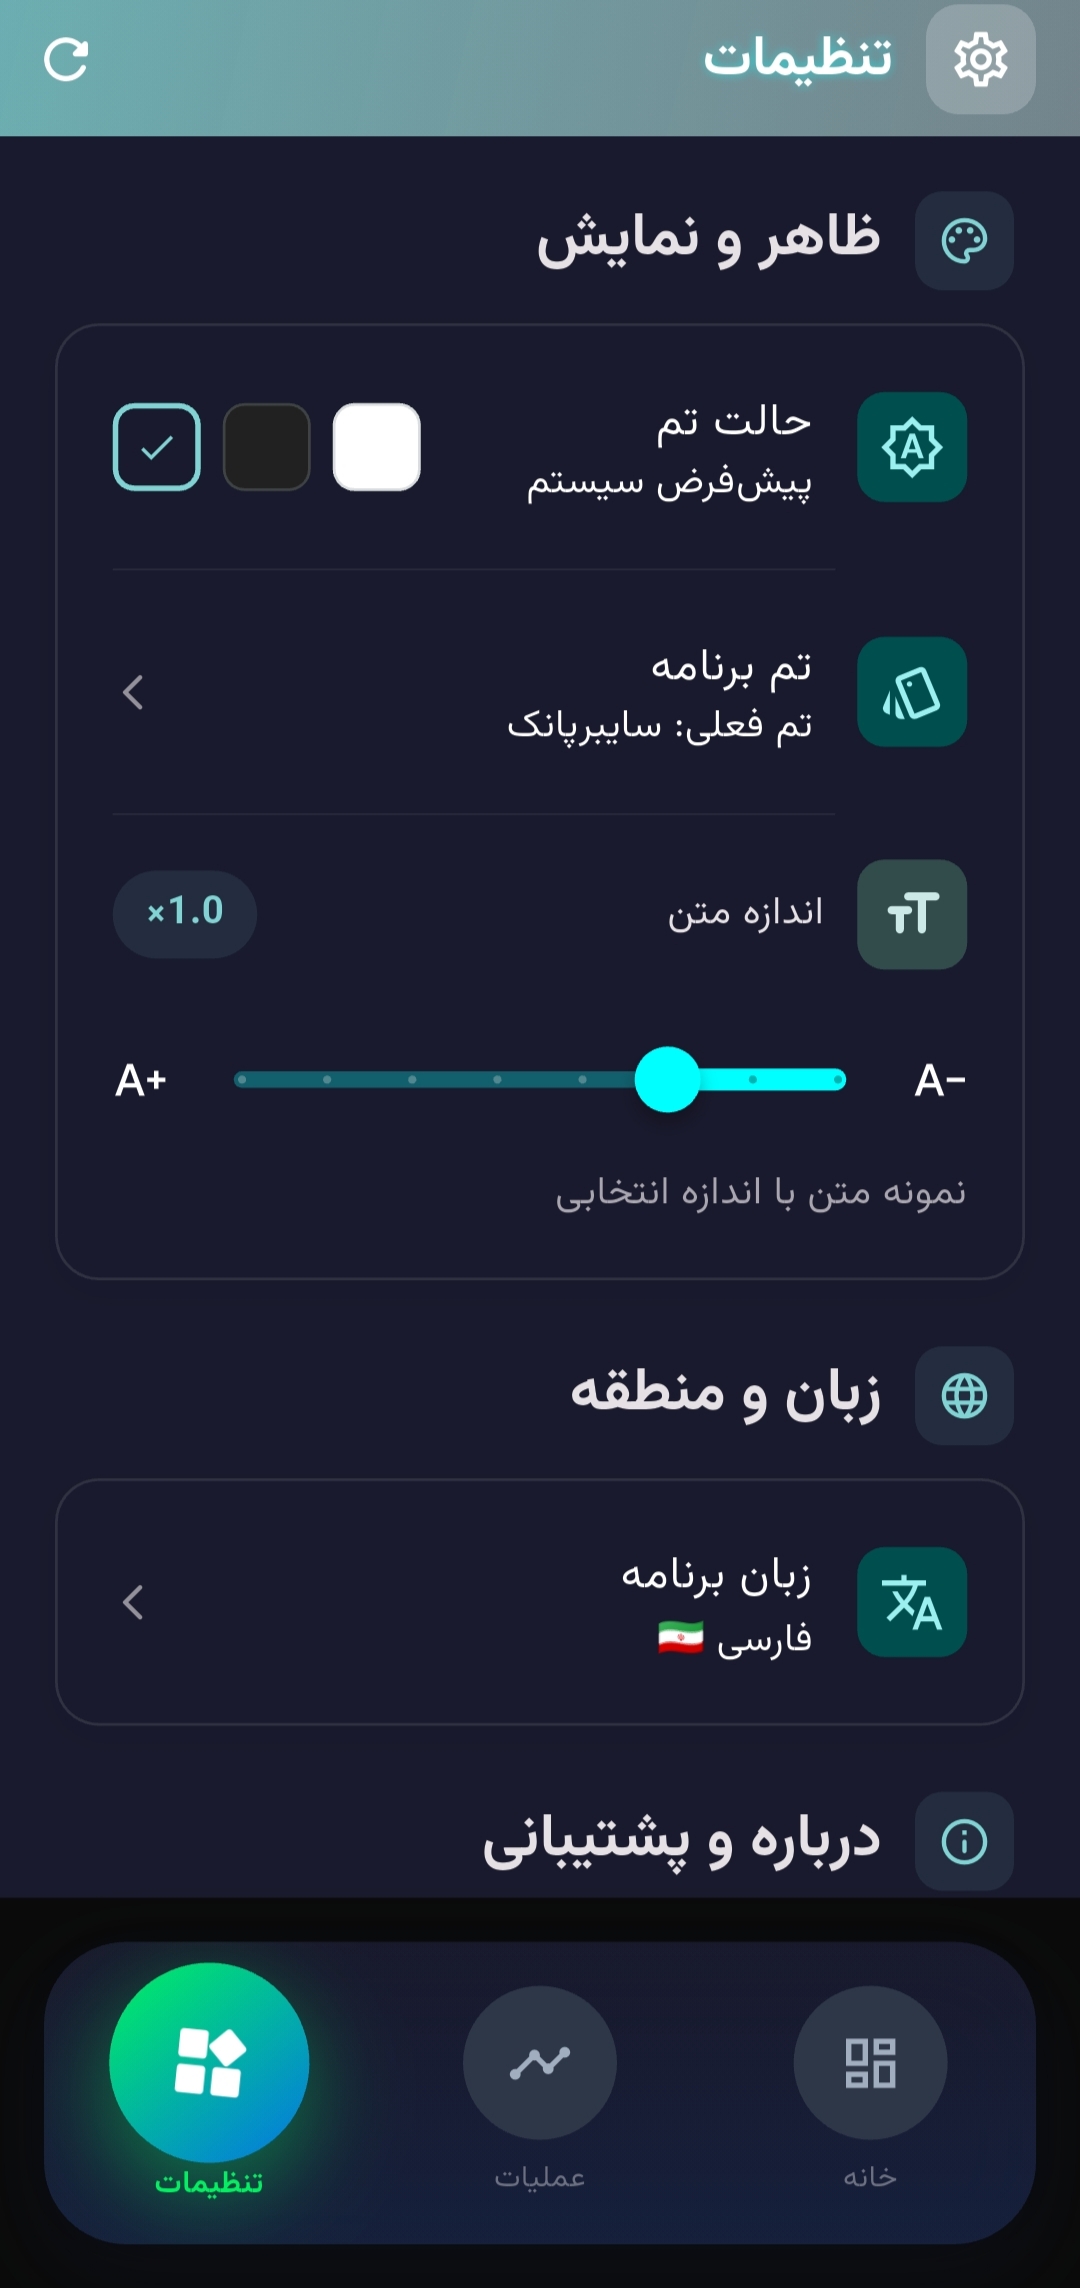 تنظیمات
ظاهر و نمایش
حالت تم
پیش‌فرض سیستم
تم برنامه
تم فعلی: سایبرپانک
اندازه متن
×1.0
A−
A+
نمونه متن با اندازه انتخابی
زبان و منطقه
زبان برنامه
فارسی 🇮🇷
درباره و پشتیبانی
خانه
عملیات
تنظیمات